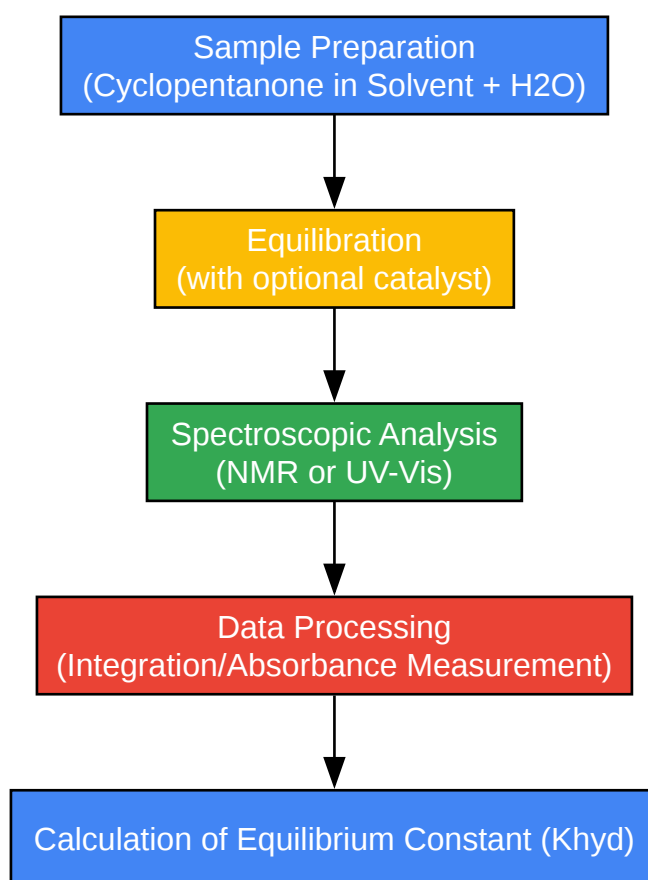 Sample Preparation
(Cyclopentanone in Solvent + H2O)
Equilibration
(with optional catalyst)
Spectroscopic Analysis
(NMR or UV-Vis)
Data Processing
(Integration/Absorbance Measurement)
Calculation of Equilibrium Constant (Khyd)